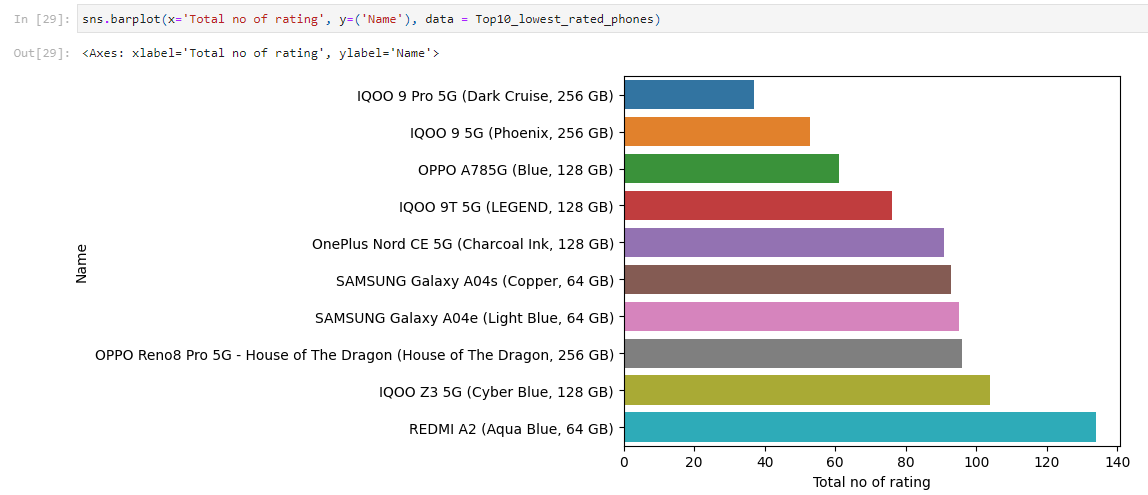 In [29]: sns.barplot(x='Total no of rating', y=('Name'), data = Top10_lowest_rated_phones)
Out[29]: <Axes: xlabel='Total no of rating', ylabel='Name'>
IQOO 9 Pro 5G (Dark Cruise, 256 GB)
IQOO 9 5G (Phoenix, 256 GB)
OPPO A785G (Blue, 128 GB)
IQOO 9T 5G (LEGEND, 128 GB)
OnePlus Nord CE 5G (Charcoal Ink, 128 GB)
SAMSUNG Galaxy A04s (Copper, 64 GB)
SAMSUNG Galaxy A04e (Light Blue, 64 GB)
OPPO Reno8 Pro 5G - House of The Dragon (House of The Dragon, 256 GB)
IQOO Z3 5G (Cyber Blue, 128 GB)
REDMI A2 (Aqua Blue, 64 GB)
Name
0 20 40 60 80 100 120 140
Total no of rating